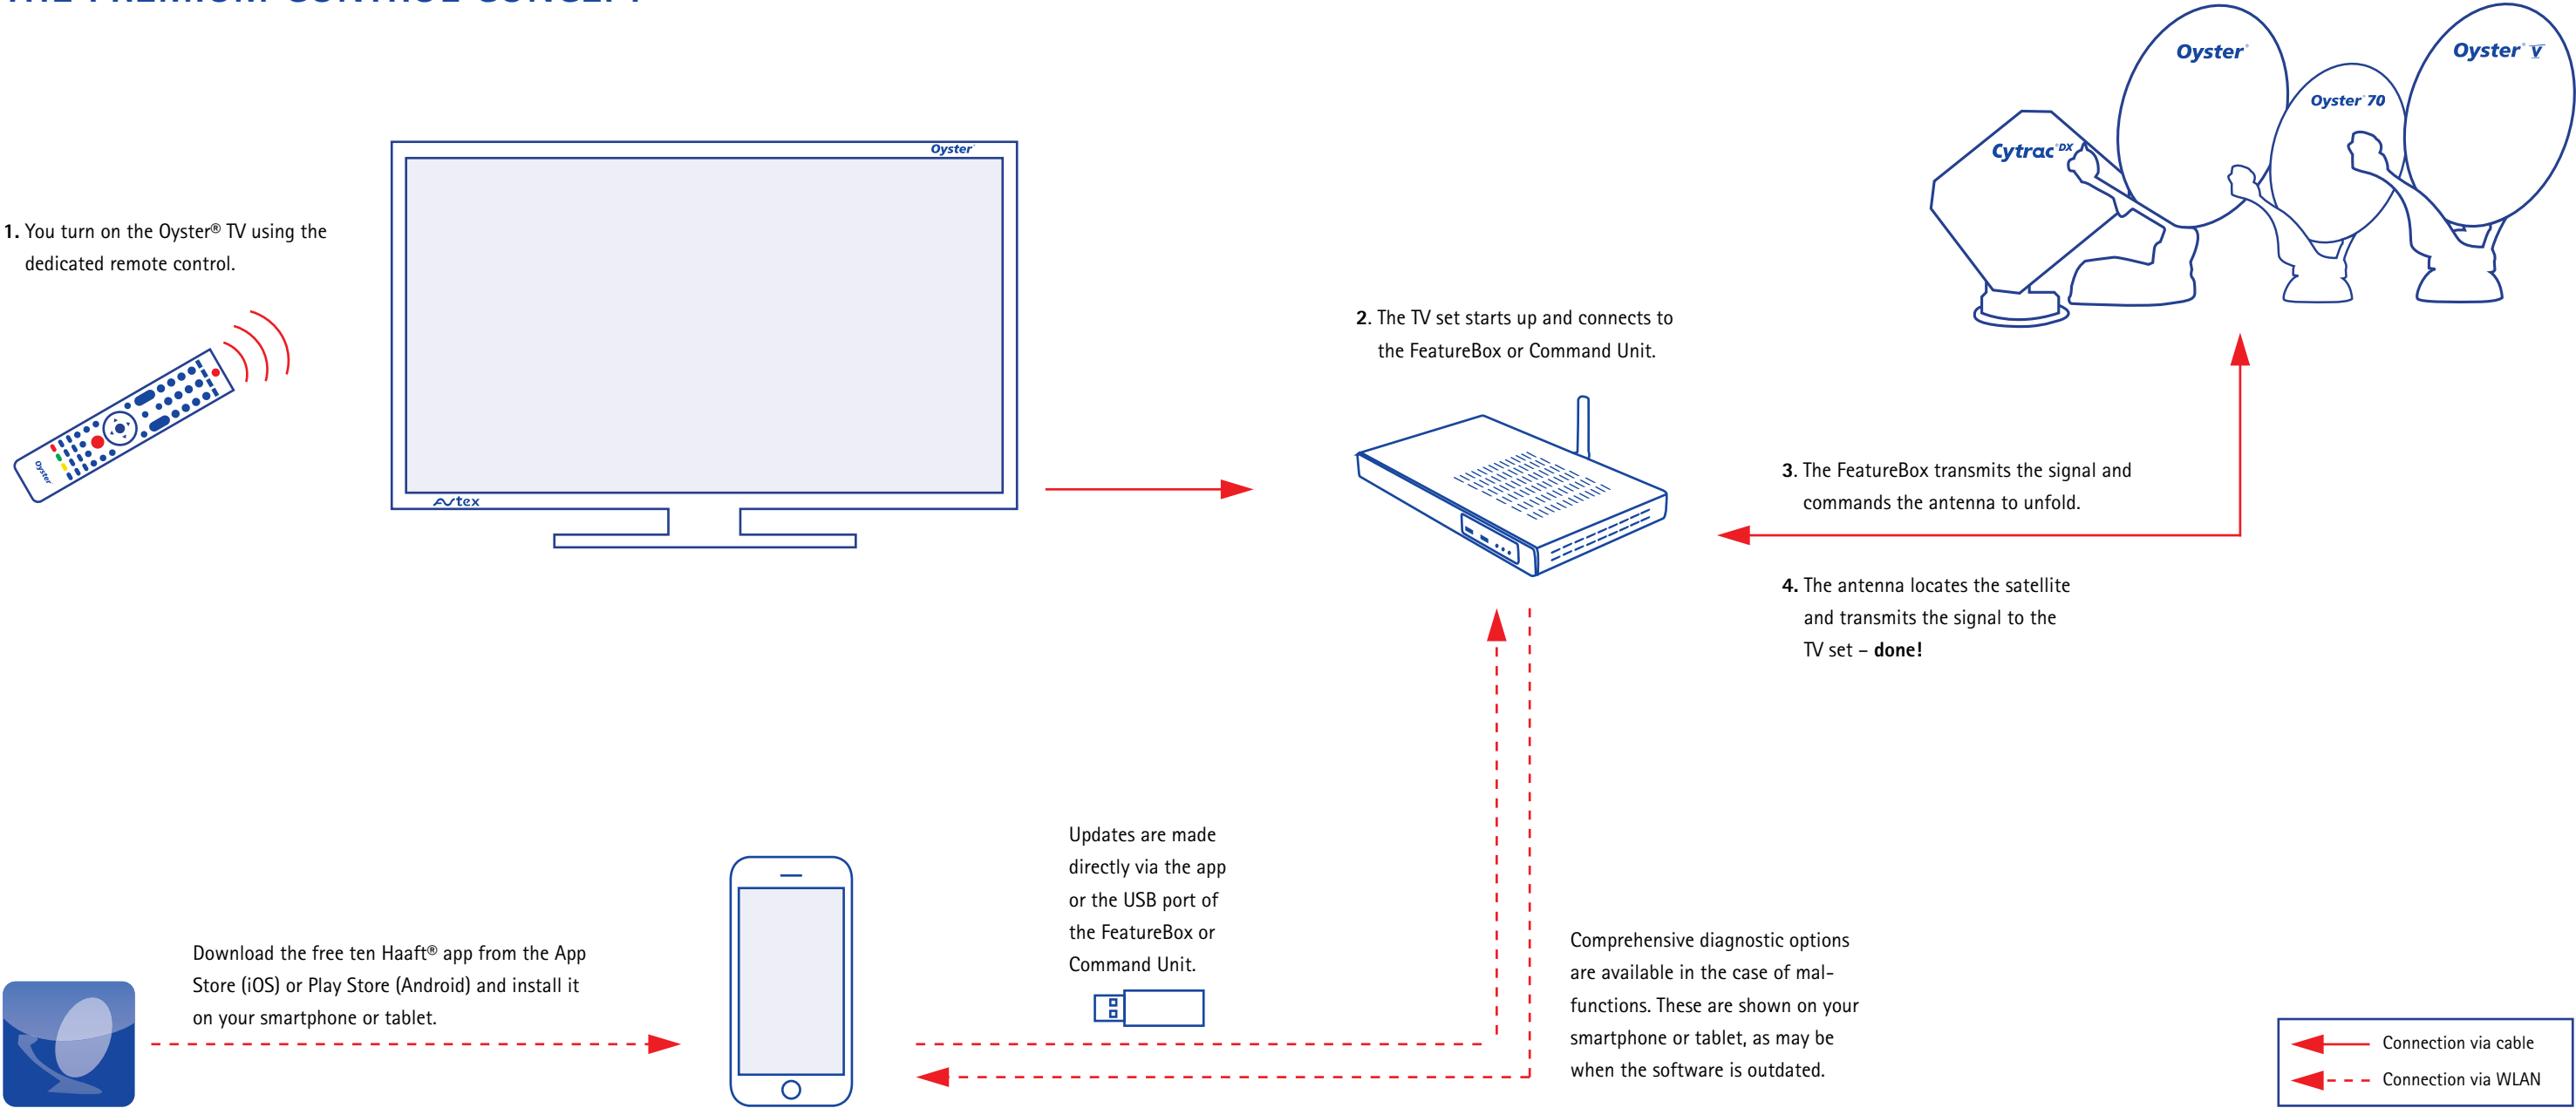 THE PREMIUM CONTROL CONCEPT
1. You turn on the Oyster® TV using the
dedicated remote control.
Oyster
Oyster®
Avtex
2. The TV set starts up and connects to
the FeatureBox or Command Unit.
Cytrac® DX
Oyster®
Oyster® 70
Oyster® V
3. The FeatureBox transmits the signal and
commands the antenna to unfold.
4. The antenna locates the satellite
and transmits the signal to the
TV set – done!
Download the free ten Haaft® app from the App
Store (iOS) or Play Store (Android) and install it
on your smartphone or tablet.
Updates are made
directly via the app
or the USB port of
the FeatureBox or
Command Unit.
Comprehensive diagnostic options
are available in the case of mal-
functions. These are shown on your
smartphone or tablet, as may be
when the software is outdated.
Connection via cable
Connection via WLAN